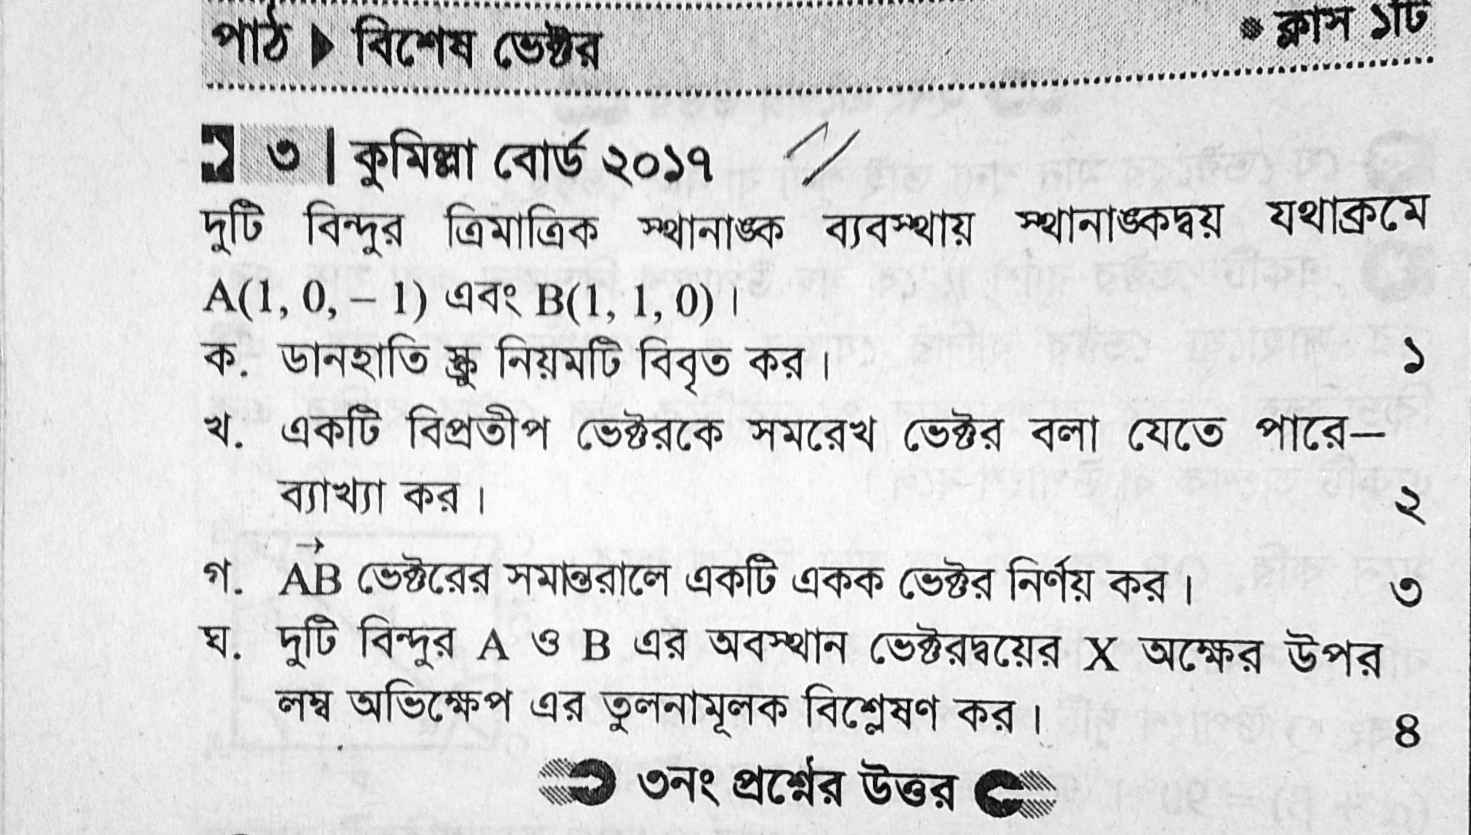 পাঠ ▶ বিশেষ ভেক্টর
● ক্লাস ১টি
৩ | কুমিল্লা বোর্ড ২০১৭
দুটি বিন্দুর ত্রিমাত্রিক স্থানাঙ্ক ব্যবস্থায় স্থানাঙ্কদ্বয় যথাক্রমে
A(1, 0, – 1) এবং B(1, 1, 0)।
ক. ডানহাতি স্ক্রু নিয়মটি বিবৃত কর। ১
খ. একটি বিপ্রতীপ ভেক্টরকে সমরেখ ভেক্টর বলা যেতে পারে–
ব্যাখ্যা কর। ২
গ. $\overrightarrow{AB}$ ভেক্টরের সমান্তরালে একটি একক ভেক্টর নির্ণয় কর। ৩
ঘ. দুটি বিন্দুর A ও B এর অবস্থান ভেক্টরদ্বয়ের X অক্ষের উপর
লম্ব অভিক্ষেপ এর তুলনামূলক বিশ্লেষণ কর। ৪
৩নং প্রশ্নের উত্তর